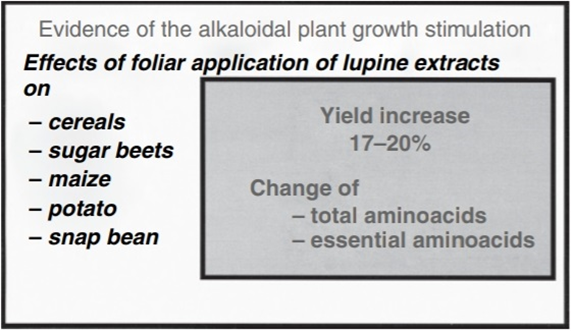 Evidence of the alkaloidal plant growth stimulation
Effects of foliar application of lupine extracts
on
– cereals
– sugar beets
– maize
– potato
– snap bean
Yield increase
17–20%
Change of
– total aminoacids
– essential aminoacids